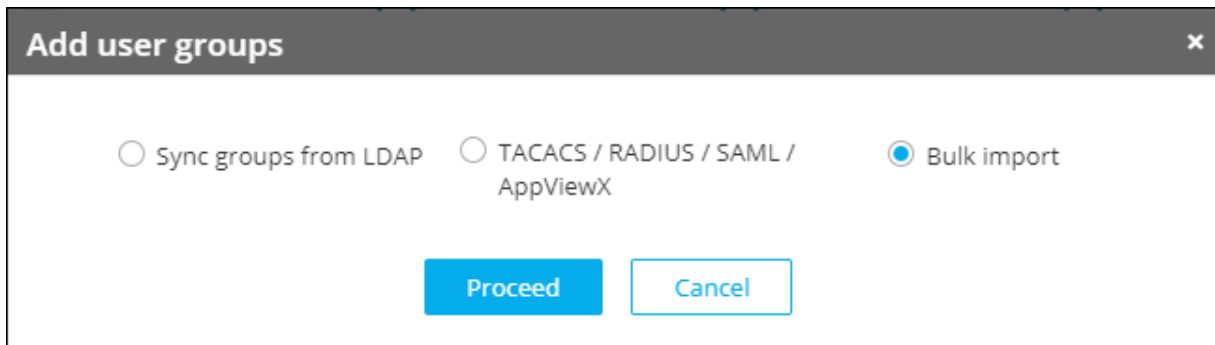 Add user groups
Sync groups from LDAP
TACACS / RADIUS / SAML /
AppViewX
Bulk import
Proceed
Cancel